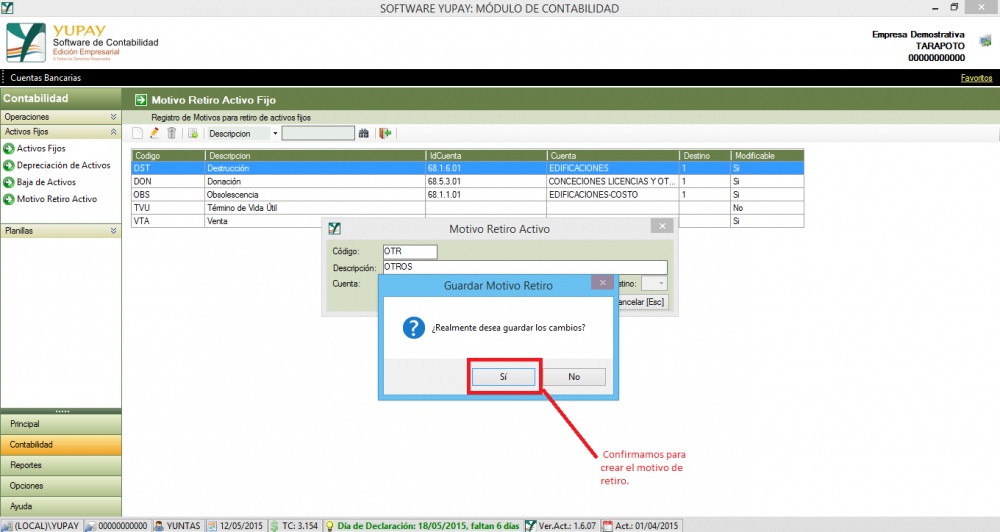 SOFTWARE YUPAY: MÓDULO DE CONTABILIDAD
YUPAY
Software de Contabilidad
Edición Empresarial
© Todos los Derechos Reservados
Empresa Demostrativa
TARAPOTO
00000000000
Cuentas Bancarias
Favoritos
Contabilidad
Operaciones
Activos Fijos
Activos Fijos
Depreciación de Activos
Baja de Activos
Motivo Retiro Activo
Planillas
Motivo Retiro Activo Fijo
Registro de Motivos para retiro de activos fijos
Descripcion
Codigo Descripcion IdCuenta Cuenta Destino Modificable
DST Destrucción 68.1.6.01 EDIFICACIONES 1 Si
DON Donación 68.5.3.01 CONCECIONES LICENCIAS Y OT... 1 Si
OBS Obsolescencia 68.1.1.01 EDIFICACIONES-COSTO 1 Si
TVU Término de Vida Útil No
VTA Venta Si
Motivo Retiro Activo
Código: OTR
Descripción: OTROS
Cuenta: stino:
ancelar [Esc]
Guardar Motivo Retiro
¿Realmente desea guardar los cambios?
Sí No
Confirmamos para
crear el motivo de
retiro.
Principal
Contabilidad
Reportes
Opciones
Ayuda
(LOCAL)\YUPAY 00000000000 YUNTAS 12/05/2015 TC: 3.154 Día de Declaración: 18/05/2015, faltan 6 días Ver.Act.: 1.6.07 Act.: 01/04/2015